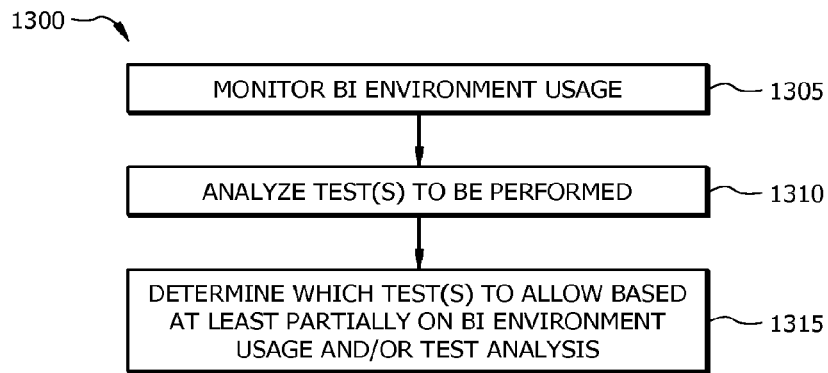 1300
MONITOR BI ENVIRONMENT USAGE
1305
ANALYZE TEST(S) TO BE PERFORMED
1310
DETERMINE WHICH TEST(S) TO ALLOW BASED
AT LEAST PARTIALLY ON BI ENVIRONMENT
USAGE AND/OR TEST ANALYSIS
1315